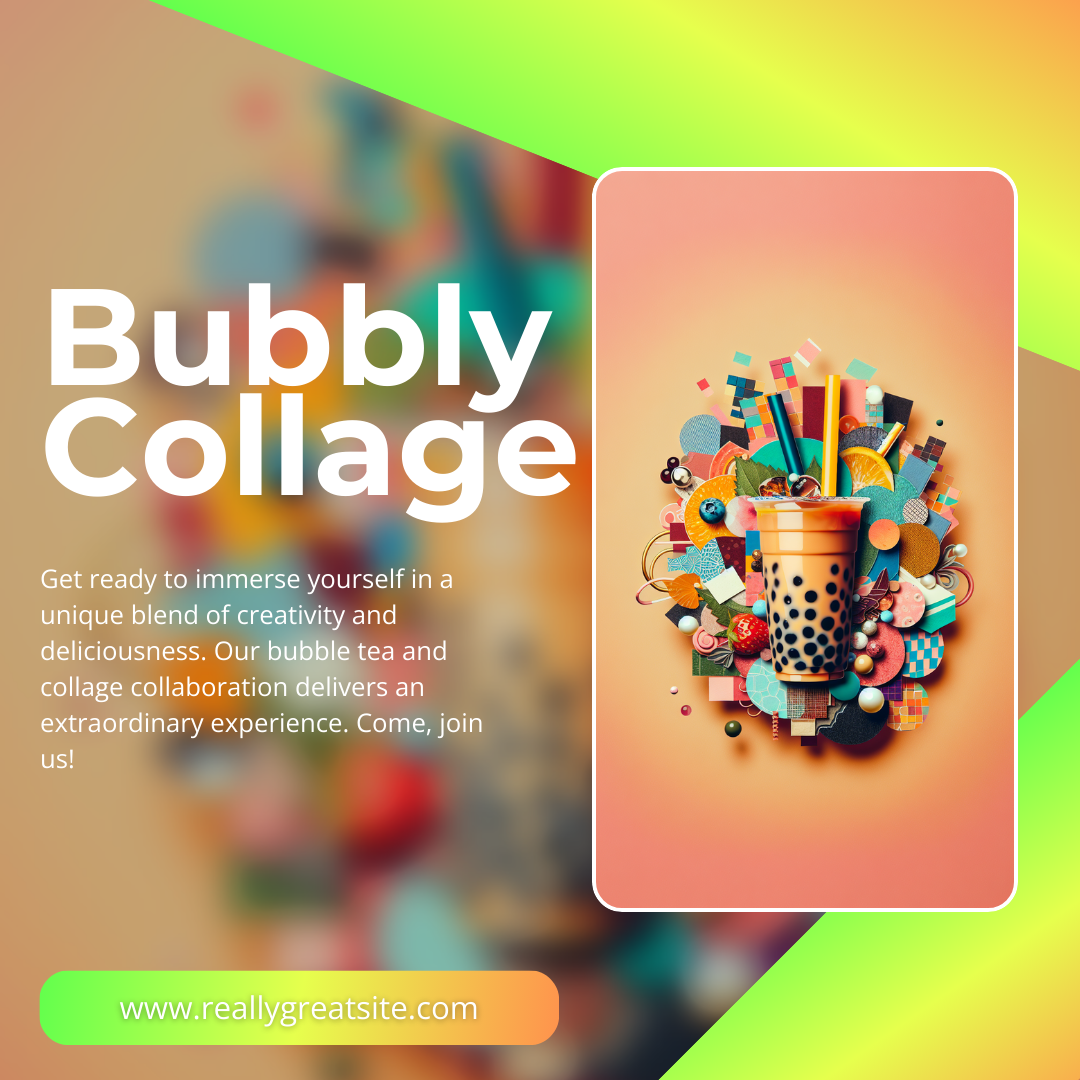 Bubbly
Collage
Get ready to immerse yourself in a
unique blend of creativity and
deliciousness. Our bubble tea and
collage collaboration delivers an
extraordinary experience. Come, join
us!
www.reallygreatsite.com